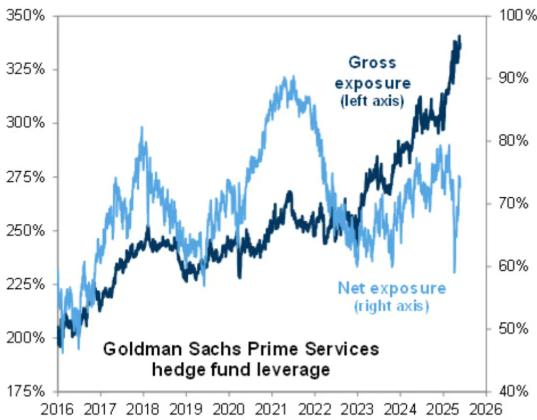 350%
325%
300%
275%
250%
225%
200%
175%
100%
90%
80%
70%
60%
50%
40%
Gross
exposure
(left axis)
Net exposure
(right axis)
Goldman Sachs Prime Services
hedge fund leverage
2016 2017 2018 2019 2020 2021 2022 2023 2024 2025 2026